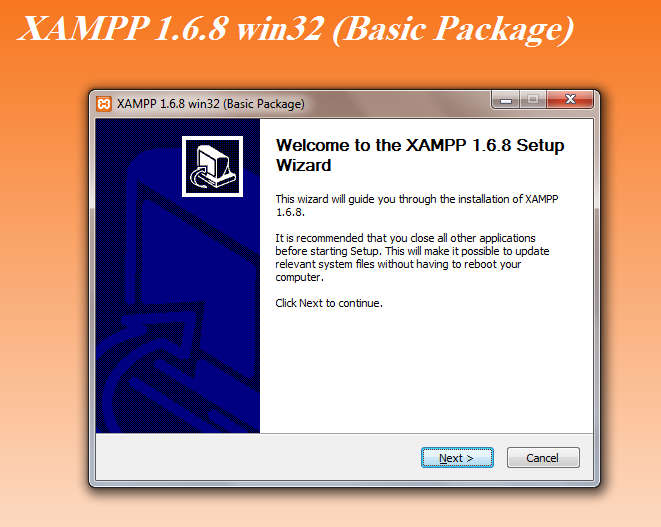 XAMPP 1.6.8 win32 (Basic Package)
XAMPP 1.6.8 win32 (Basic Package)
Welcome to the XAMPP 1.6.8 Setup
Wizard
This wizard will guide you through the installation of XAMPP
1.6.8.
It is recommended that you close all other applications
before starting Setup. This will make it possible to update
relevant system files without having to reboot your
computer.
Click Next to continue.
Next >
Cancel